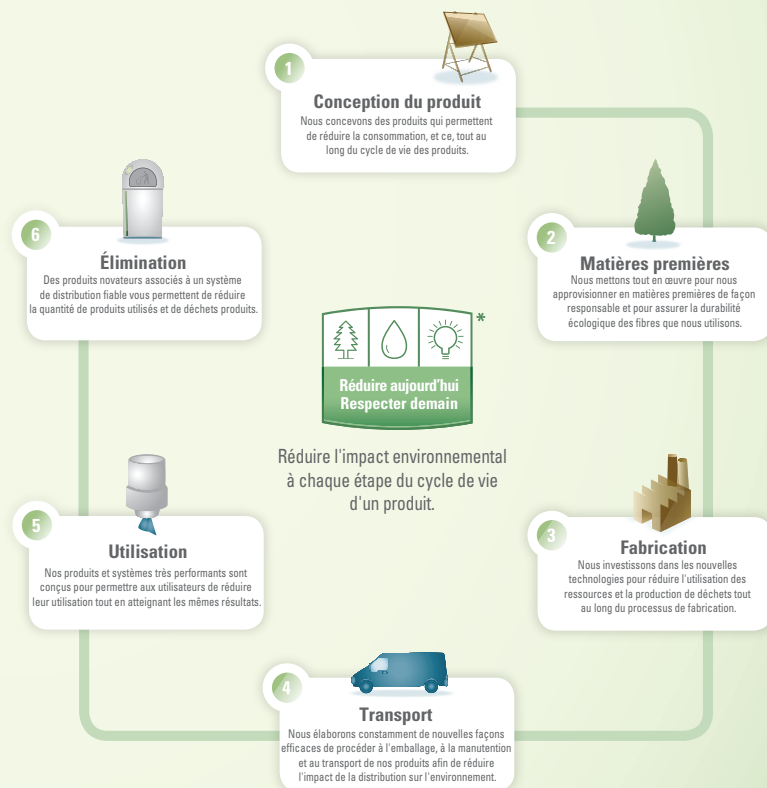 1
Conception du produit
Nous concevons des produits qui permettent
de réduire la consommation, et ce, tout au
long du cycle de vie des produits.
2
Matières premières
Nous mettons tout en œuvre pour nous
approvisionner en matières premières de façon
responsable et pour assurer la durabilité
écologique des fibres que nous utilisons.
3
Fabrication
Nous investissons dans les nouvelles
technologies pour réduire l'utilisation des
ressources et la production de déchets tout
au long du processus de fabrication.
4
Transport
Nous élaborons constamment de nouvelles façons
efficaces de procéder à l'emballage, à la manutention
et au transport de nos produits afin de réduire
l'impact de la distribution sur l'environnement.
5
Utilisation
Nos produits et systèmes très performants sont
conçus pour permettre aux utilisateurs de réduire
leur utilisation tout en atteignant les mêmes résultats.
6
Élimination
Des produits novateurs associés à un système
de distribution fiable vous permettent de réduire
la quantité de produits utilisés et de déchets produits.
*
Réduire aujourd'hui
Respecter demain
Réduire l'impact environnemental
à chaque étape du cycle de vie
d'un produit.